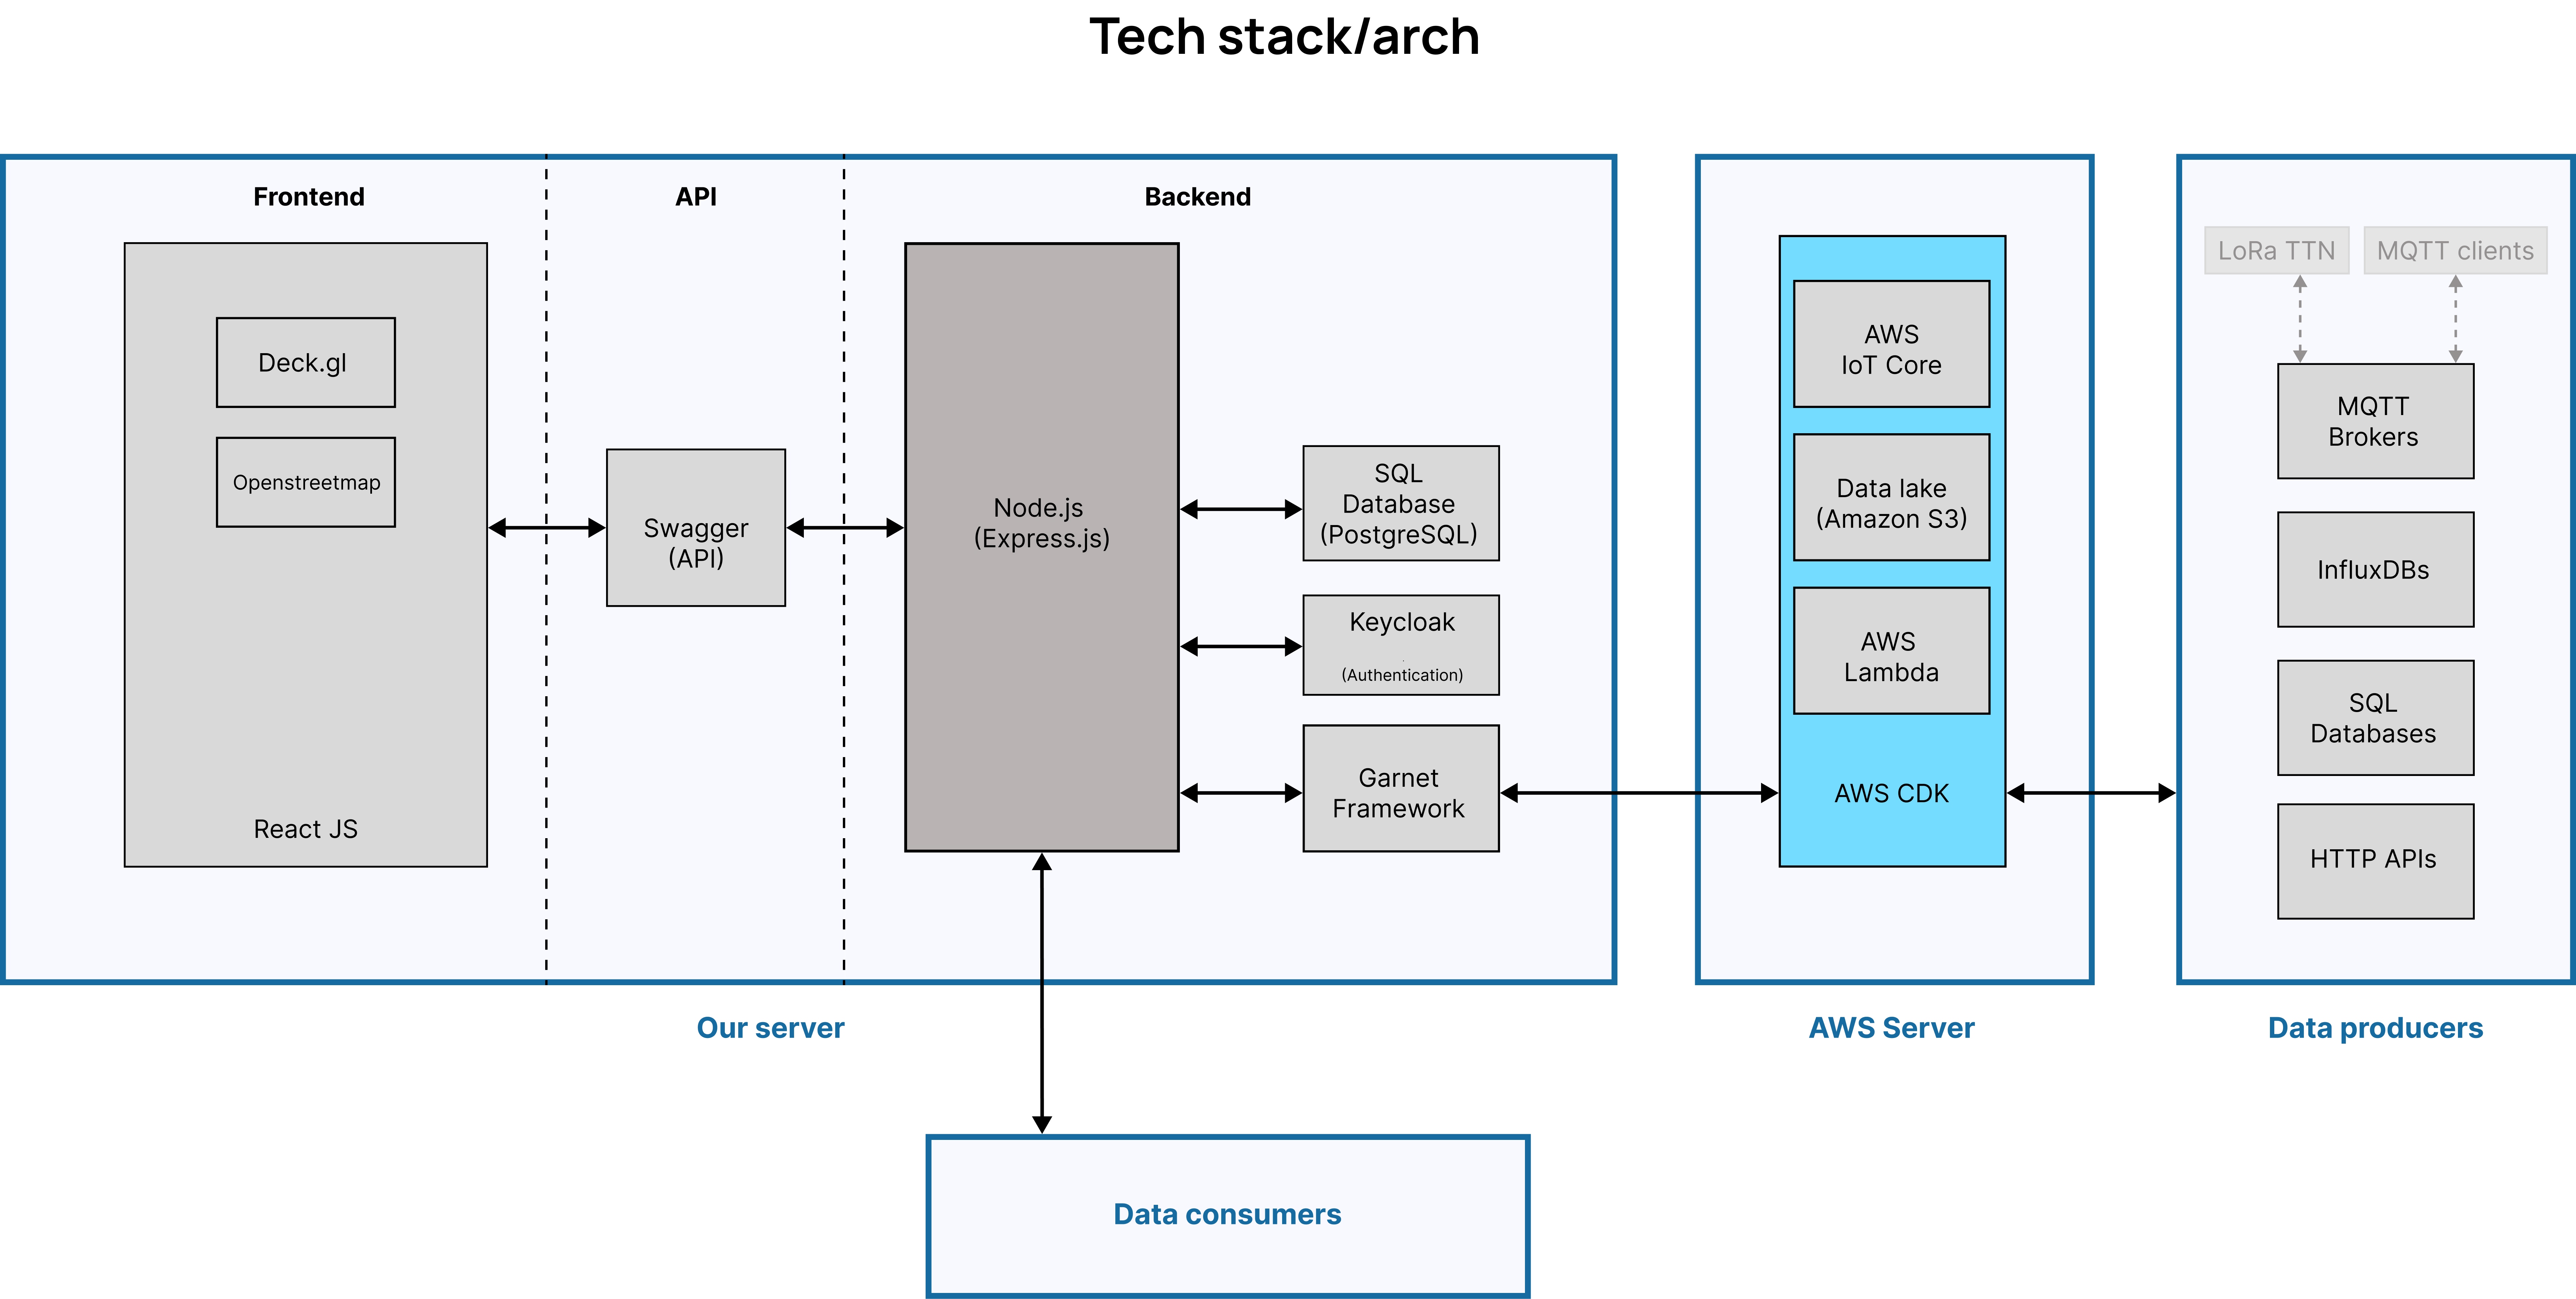 Tech stack/arch
Frontend
API
Backend
Deck.gl
Openstreetmap
React JS
Swagger
(API)
Node.js
(Express.js)
SQL
Database
(PostgreSQL)
Keycloak
(Authentication)
Garnet
Framework
AWS
IoT Core
Data lake
(Amazon S3)
AWS
Lambda
AWS CDK
LoRa TTN
MQTT clients
MQTT
Brokers
InfluxDBs
SQL
Databases
HTTP APIs
Our server
AWS Server
Data producers
Data consumers